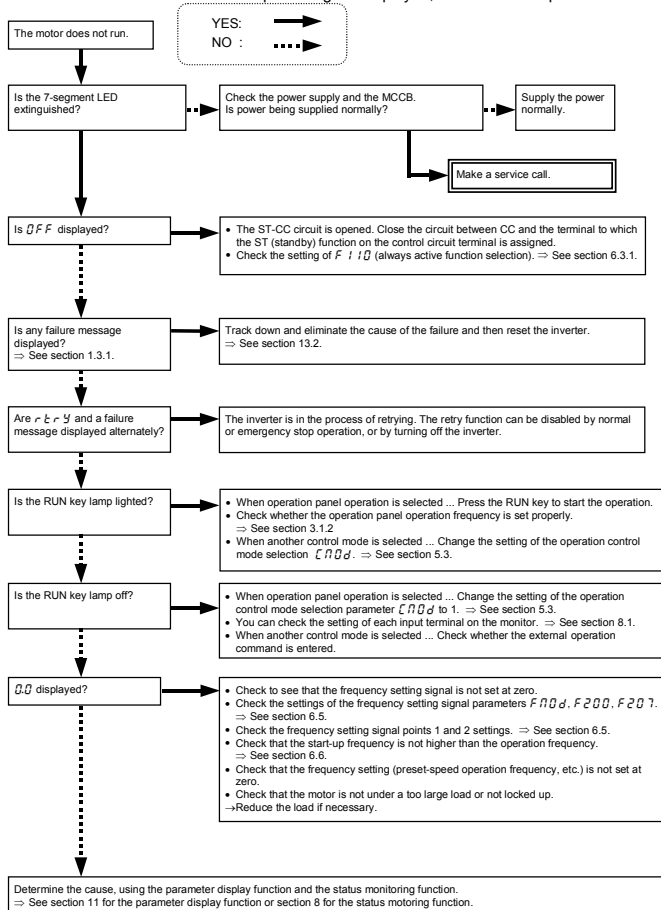 YES:
NO :
The motor does not run.
Is the 7-segment LED
extinguished?
Check the power supply and the MCCB.
Is power being supplied normally?
Supply the power
normally.
Make a service call.
Is OFF displayed?
• The ST-CC circuit is opened. Close the circuit between CC and the terminal to which
the ST (standby) function on the control circuit terminal is assigned.
• Check the setting of F110 (always active function selection). ⇒ See section 6.3.1.
Is any failure message
displayed?
⇒ See section 1.3.1.
Track down and eliminate the cause of the failure and then reset the inverter.
⇒ See section 13.2.
Are rtry and a failure
message displayed alternately?
The inverter is in the process of retrying. The retry function can be disabled by normal
or emergency stop operation, or by turning off the inverter.
Is the RUN key lamp lighted?
• When operation panel operation is selected ... Press the RUN key to start the operation.
• Check whether the operation panel operation frequency is set properly.
⇒ See section 3.1.2
• When another control mode is selected ... Change the setting of the operation control
mode selection CMOd. ⇒ See section 5.3.
Is the RUN key lamp off?
• When operation panel operation is selected ... Change the setting of the operation
control mode selection parameter CMOd to 1. ⇒ See section 5.3.
• You can check the setting of each input terminal on the monitor. ⇒ See section 8.1.
• When another control mode is selected ... Check whether the external operation
command is entered.
0.0 displayed?
• Check to see that the frequency setting signal is not set at zero.
• Check the settings of the frequency setting signal parameters FMOd, F200, F207.
⇒ See section 6.5.
• Check the frequency setting signal points 1 and 2 settings. ⇒ See section 6.5.
• Check that the start-up frequency is not higher than the operation frequency.
⇒ See section 6.6.
• Check that the frequency setting (preset-speed operation frequency, etc.) is not set at
zero.
• Check that the motor is not under a too large load or not locked up.
→Reduce the load if necessary.
Determine the cause, using the parameter display function and the status monitoring function.
⇒ See section 11 for the parameter display function or section 8 for the status motoring function.